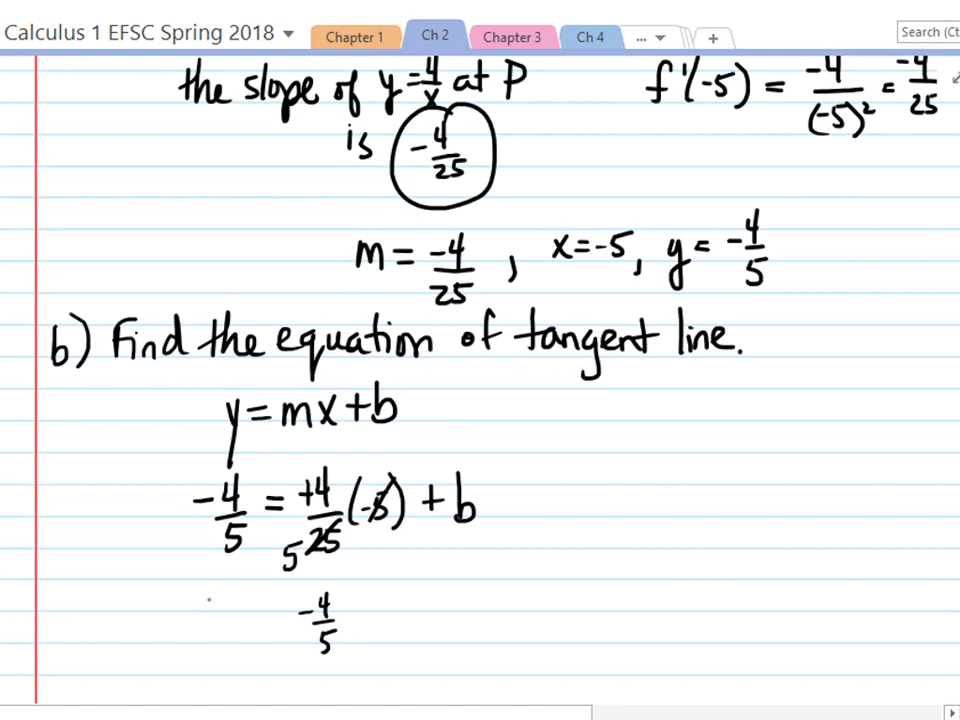 Calculus 1 EFSC Spring 2018 Chapter 1 Ch 2 Chapter 3 Ch 4 ... + Search (Ct
the slope of y = 4/x at P f'(-5) = -4/(-5)² = -4/25
is -4/25
m = -4/25 , x = -5, y = -4/5
b) Find the equation of tangent line.
y = mx + b
-4/5 = +4/25 (-5) + b
5
-4/5